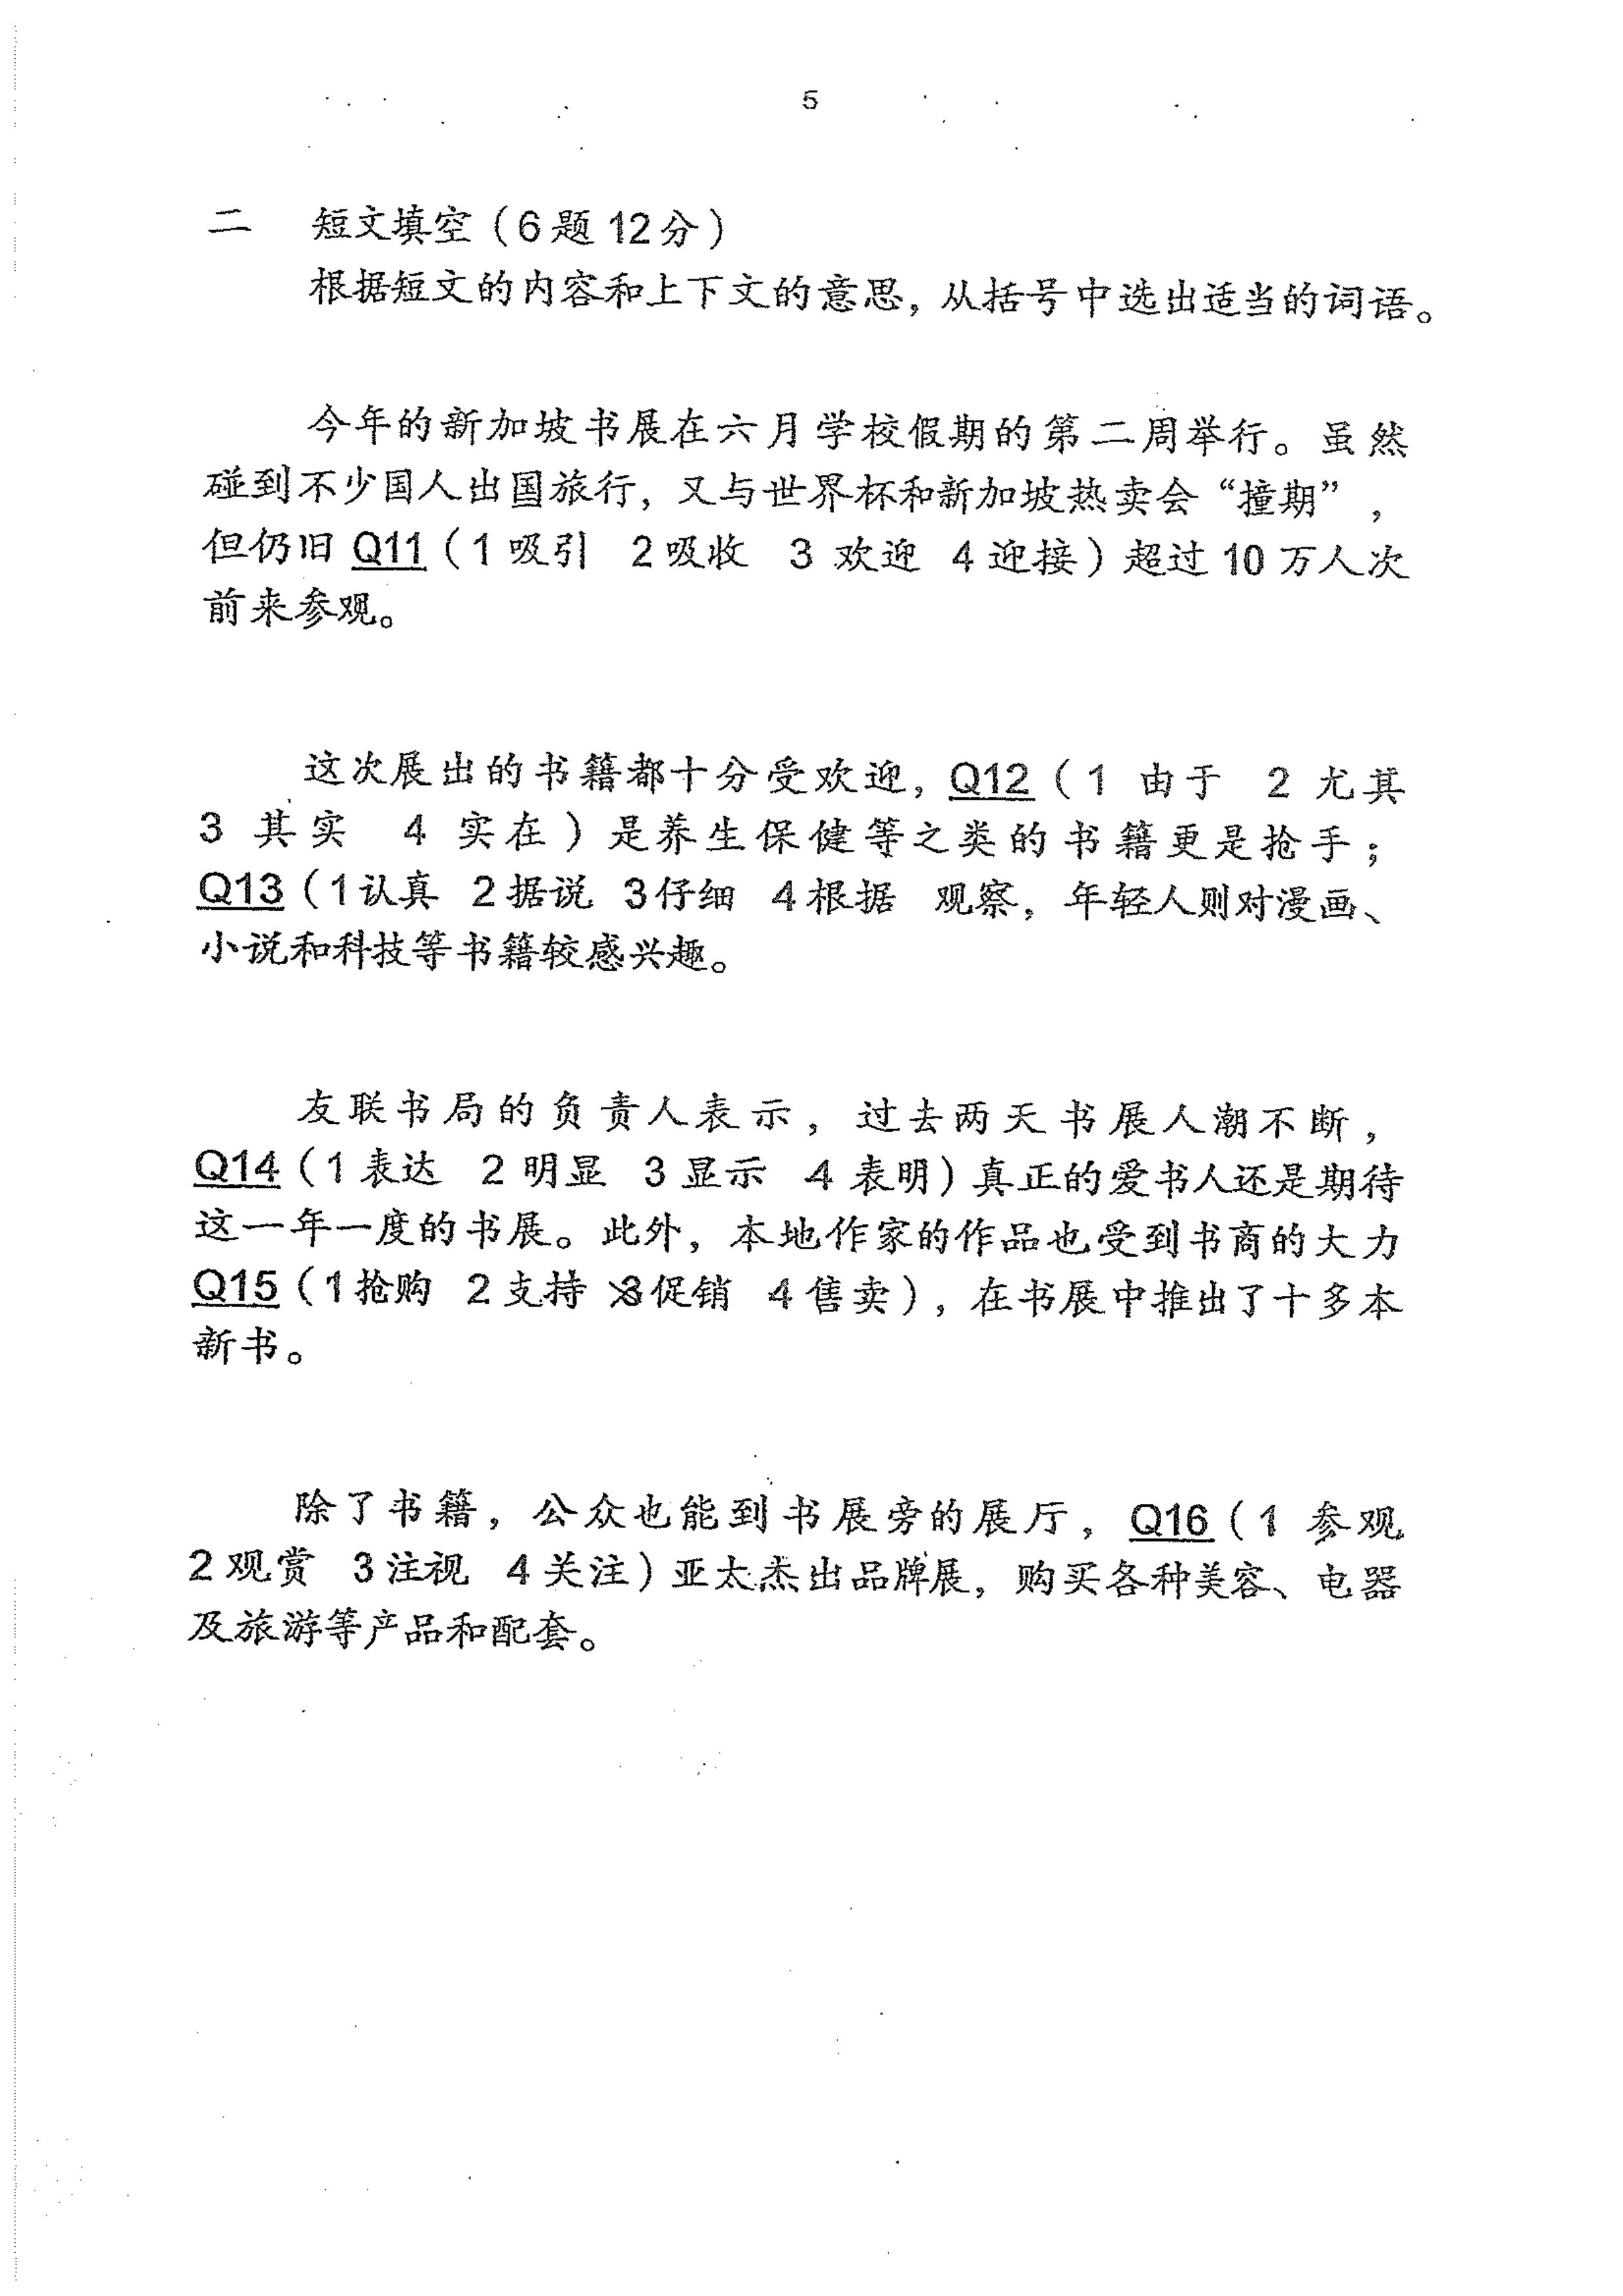 5
二 短文填空（6题12分）
根据短文的内容和上下文的意思，从括号中选出适当的词语。
今年的新加坡书展在六月学校假期的第二周举行。虽然
碰到不少国人出国旅行，又与世界杯和新加坡热卖会“撞期”，
但仍旧 Q11（1吸引 2吸收 3 欢迎 4迎接）超过10万人次
前来参观。
这次展出的书籍都十分受欢迎，Q12（1 由于 2 尤其
3 其实 4 实在）是养生保健等之类的书籍更是抢手；
Q13（1认真 2据说 3仔细 4根据 观察，年轻人则对漫画、
小说和科技等书籍较感兴趣。
友联书局的负责人表示，过去两天书展人潮不断，
Q14（1表达 2明显 3显示 4表明）真正的爱书人还是期待
这一年一度的书展。此外，本地作家的作品也受到书商的大力
Q15（1抢购 2支持 3促销 4售卖），在书展中推出了十多本
新书。
除了书籍，公众也能到书展旁的展厅，Q16（1 参观
2观赏 3注视 4关注）亚太杰出品牌展，购买各种美容、电器
及旅游等产品和配套。